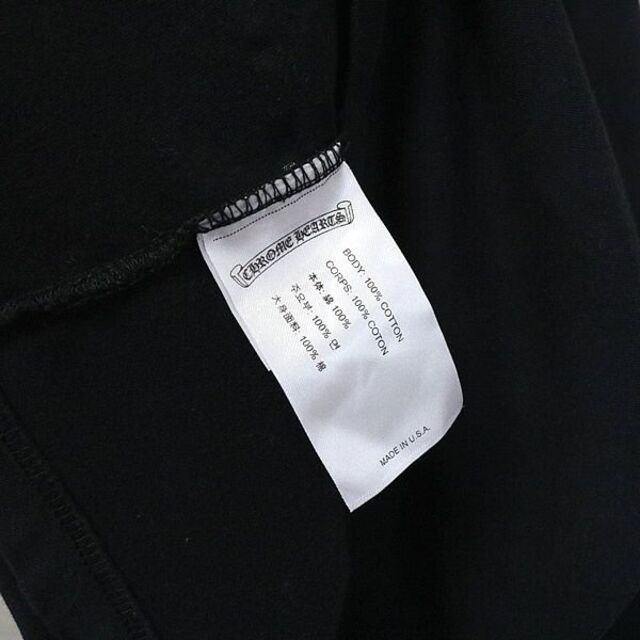 CHROME HEARTS
BODY: 100% COTTON
CORPS: 100% COTON
本体 綿 100%
주요부 100% 면
大身面料: 100% 棉
MADE IN U.S.A.